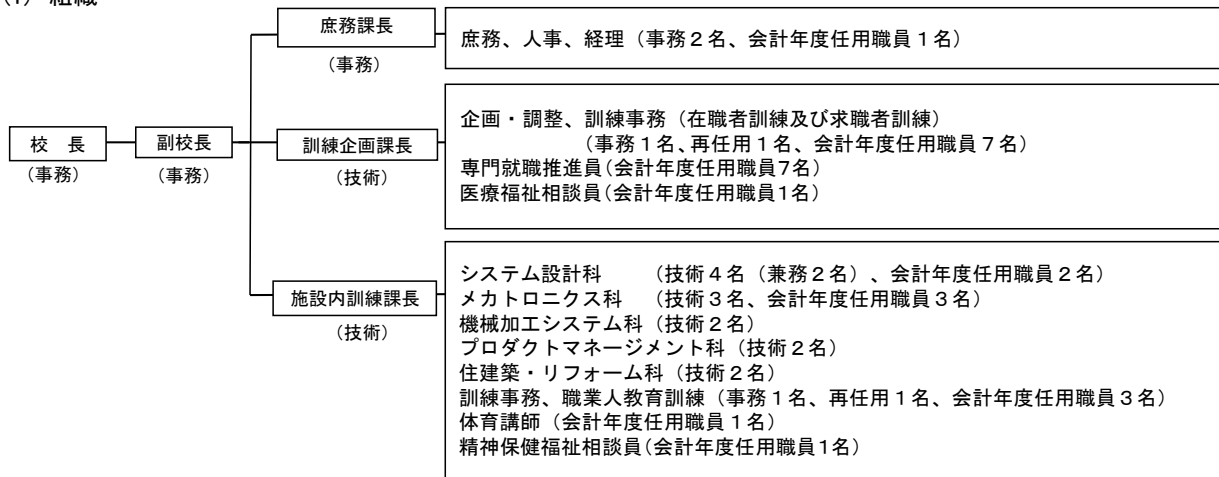 (1) 組織
庶務課長
(事務)
庶務、人事、経理（事務２名、会計年度任用職員１名）
校　長
(事務)
副校長
(事務)
訓練企画課長
(技術)
企画・調整、訓練事務（在職者訓練及び求職者訓練）
（事務１名、再任用１名、会計年度任用職員７名）
専門就職推進員(会計年度任用職員7名）
医療福祉相談員(会計年度任用職員1名）
施設内訓練課長
(技術)
システム設計科　　（技術４名（兼務２名）、会計年度任用職員２名）
メカトロニクス科　（技術３名、会計年度任用職員３名）
機械加工システム科（技術２名）
プロダクトマネージメント科（技術２名）
住建築・リフォーム科（技術２名）
訓練事務、職業人教育訓練（事務１名、再任用１名、会計年度任用職員３名）
体育講師（会計年度任用職員１名）
精神保健福祉相談員(会計年度任用職員1名）